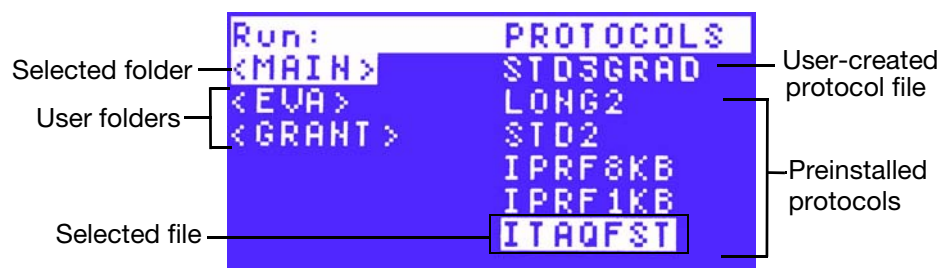 Run: PROTOCOLS
Selected folder <MAIN> STD3GRAD User-created protocol file
User folders <EVA> LONG2
<GRANT> STD2
IPRF8KB Preinstalled protocols
IPRF1KB
Selected file ITAQFST